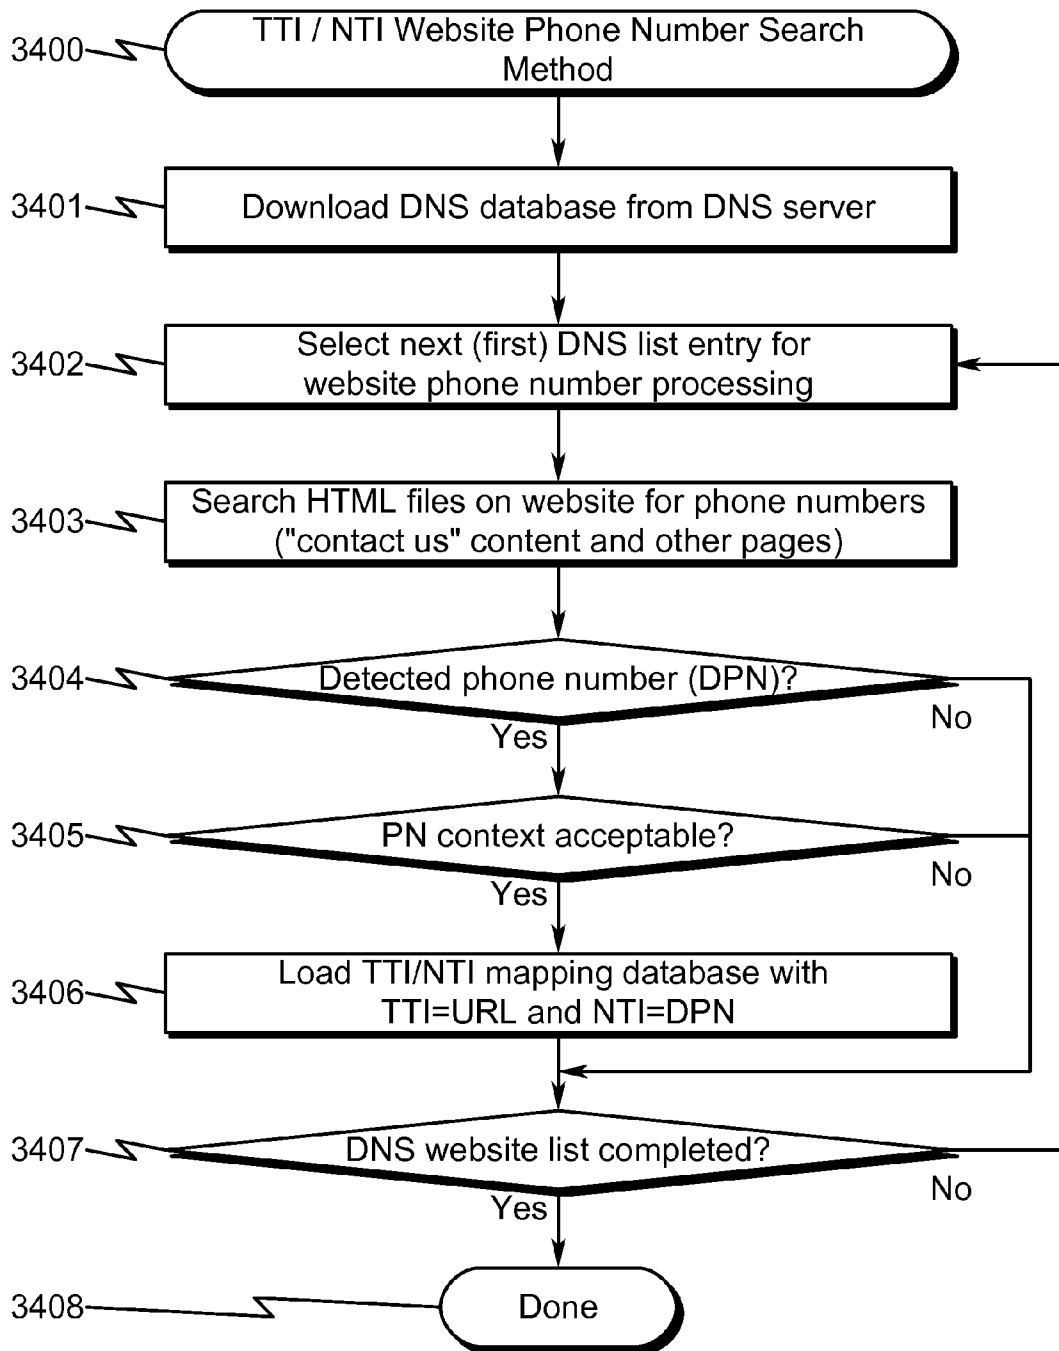 3400
TTI / NTI Website Phone Number Search
Method
3401
Download DNS database from DNS server
3402
Select next (first) DNS list entry for
website phone number processing
3403
Search HTML files on website for phone numbers
("contact us" content and other pages)
3404
Detected phone number (DPN)?
No
Yes
3405
PN context acceptable?
No
Yes
3406
Load TTI/NTI mapping database with
TTI=URL and NTI=DPN
3407
DNS website list completed?
No
Yes
3408
Done